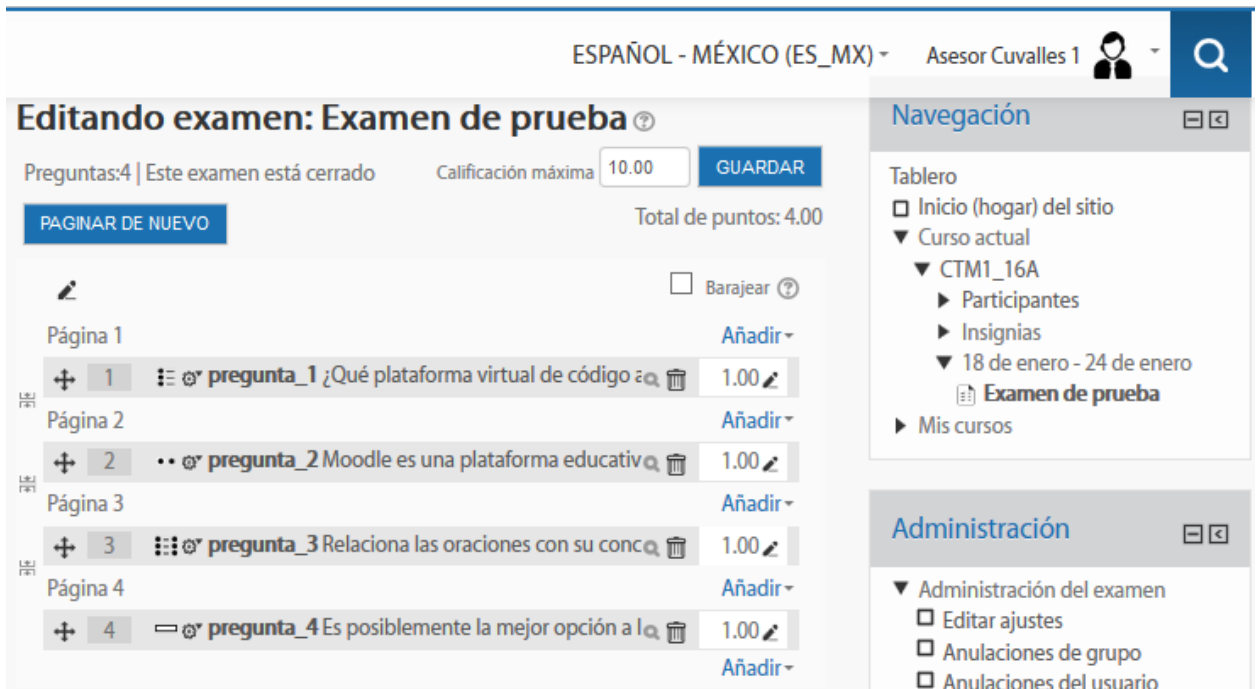 ESPAÑOL - MÉXICO (ES_MX)
Asesor Cuvalles 1
Editando examen: Examen de prueba
Preguntas:4 | Este examen está cerrado
Calificación máxima 10.00 GUARDAR
PAGINAR DE NUEVO
Total de puntos: 4.00
Barajear
Página 1 Añadir
1 pregunta_1 ¿Qué plataforma virtual de código 1.00
Página 2 Añadir
2 pregunta_2 Moodle es una plataforma educativ 1.00
Página 3 Añadir
3 pregunta_3 Relaciona las oraciones con su conc 1.00
Página 4 Añadir
4 pregunta_4 Es posiblemente la mejor opción a l 1.00
Añadir
Navegación
Tablero
Inicio (hogar) del sitio
Curso actual
CTM1_16A
Participantes
Insignias
18 de enero - 24 de enero
Examen de prueba
Mis cursos
Administración
Administración del examen
Editar ajustes
Anulaciones de grupo
Anulaciones del usuario